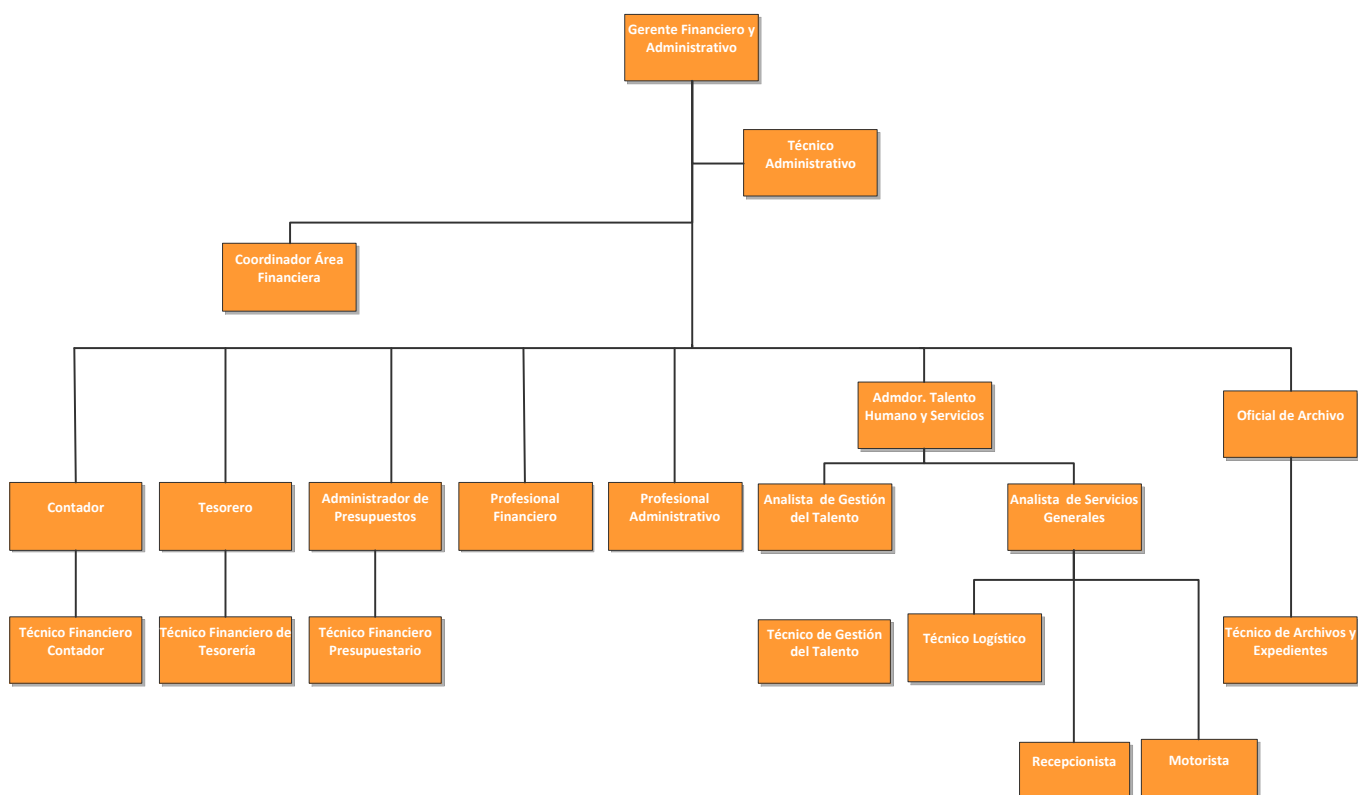 Gerente Financiero y
Administrativo
Técnico
Administrativo
Coordinador Área
Financiera
Admdor. Talento
Humano y Servicios
Oficial de Archivo
Contador
Tesorero
Administrador de
Presupuestos
Profesional
Financiero
Profesional
Administrativo
Analista de Gestión
del Talento
Analista de Servicios
Generales
Técnico Financiero
Contador
Técnico Financiero de
Tesorería
Técnico Financiero
Presupuestario
Técnico de Gestión
del Talento
Técnico Logístico
Técnico de Archivos y
Expedientes
Recepcionista
Motorista